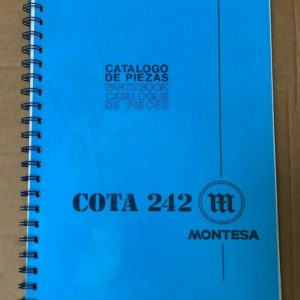 CATALOGO
DE PIEZAS
PARTS BOOK
CATALOGUE
DE PIECES
COTA 242 m
MONTESA